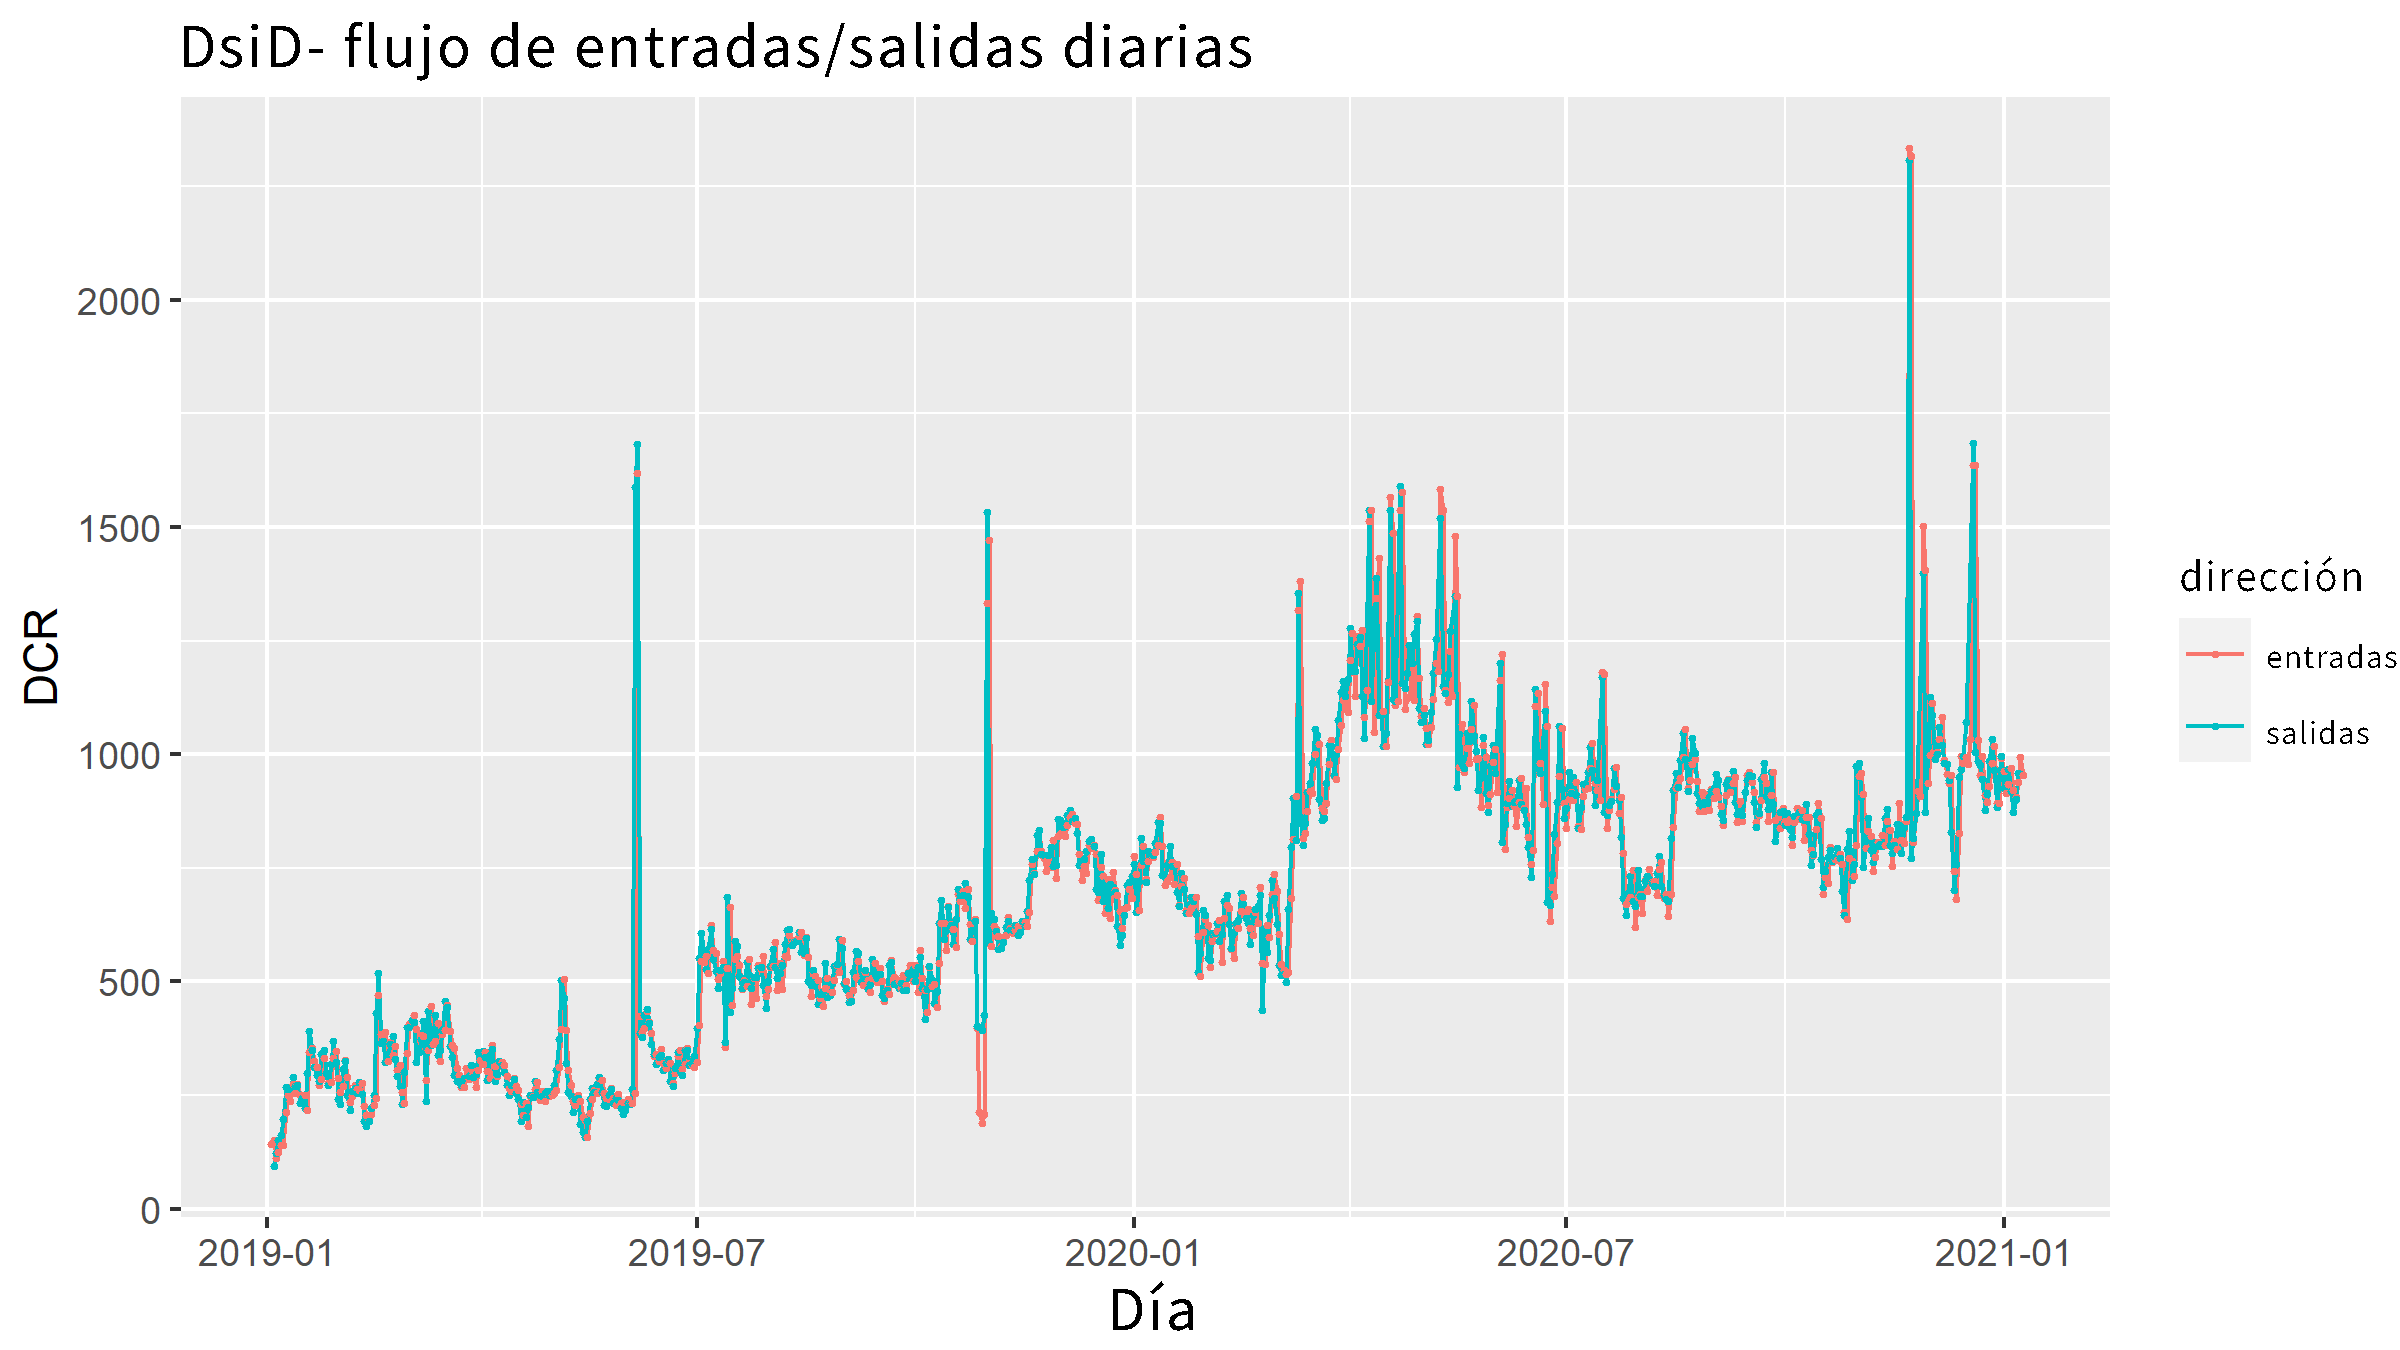 DsiD- flujo de entradas/salidas diarias
DCR
2000
1500
1000
500
0
2019-01
2019-07
2020-01
2020-07
2021-01
Día
dirección
entradas
salidas